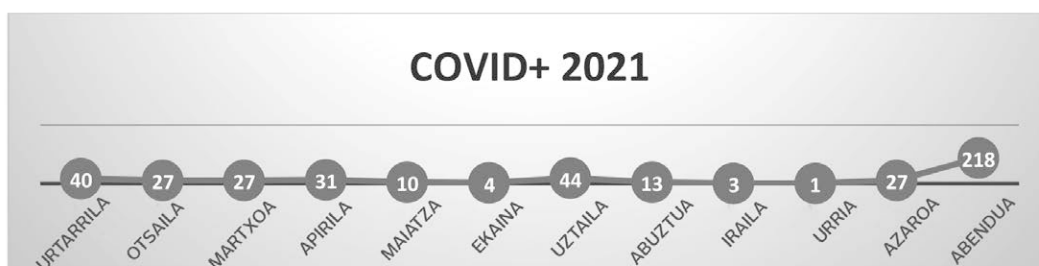 COVID+ 2021
40 27 27 31 10 4 44 13 3 1 27 218
URTARRILA OTSAILA MARTXOA APIRILA MAIATZA EKAINA UZTAILA ABUZTUA IRAILA URRIA AZAROA ABENDUA